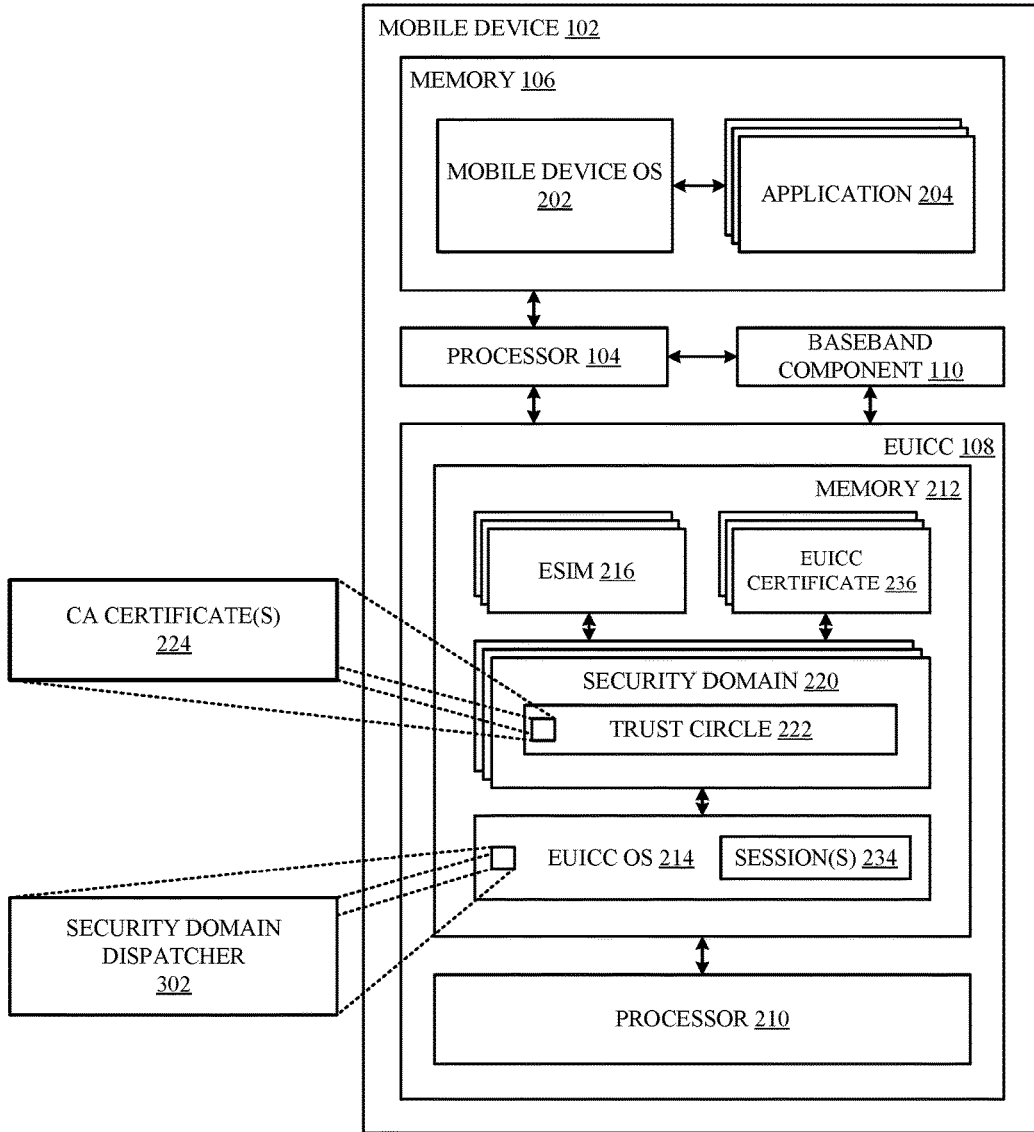 MOBILE DEVICE 102
MEMORY 106
MOBILE DEVICE OS
202
APPLICATION 204
PROCESSOR 104
BASEBAND
COMPONENT 110
EUICC 108
MEMORY 212
ESIM 216
EUICC
CERTIFICATE 236
CA CERTIFICATE(S)
224
SECURITY DOMAIN 220
TRUST CIRCLE 222
EUICC OS 214
SESSION(S) 234
SECURITY DOMAIN
DISPATCHER
302
PROCESSOR 210